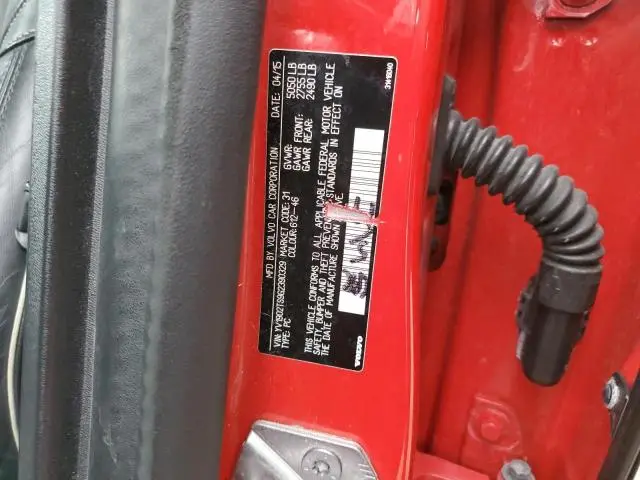 MFD BY VOLVO CAR CORPORATION DATE: 04/15
VIN: YV1902TS9G2390329 MARKET CODE: 31 GVWR: 5050 LB
TYPE: PC COLOUR: 612-46 GAWR FRONT: 2755 LB
GAWR REAR: 2490 LB
THIS VEHICLE CONFORMS TO ALL APPLICABLE FEDERAL MOTOR VEHICLE
SAFETY, BUMPER AND THEFT PREVENTION STANDARDS IN EFFECT ON
THE DATE OF MANUFACTURE SHOWN
VOLVO